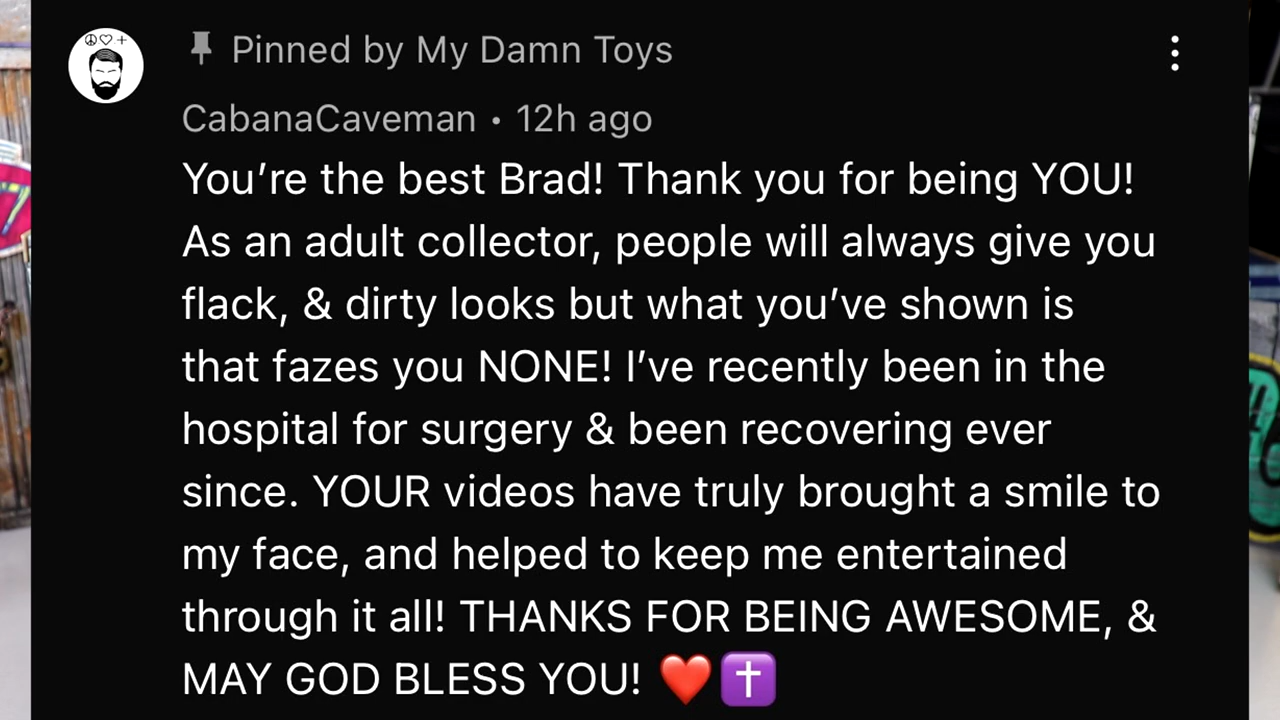 Pinned by My Damn Toys
CabanaCaveman • 12h ago
You’re the best Brad! Thank you for being YOU!
As an adult collector, people will always give you
flack, & dirty looks but what you’ve shown is
that fazes you NONE! I’ve recently been in the
hospital for surgery & been recovering ever
since. YOUR videos have truly brought a smile to
my face, and helped to keep me entertained
through it all! THANKS FOR BEING AWESOME, &
MAY GOD BLESS YOU! ❤️✝️